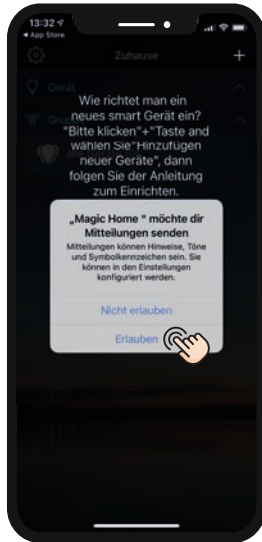 13:32
◀ App Store
Zuhause
+
Gerät
Wie richtet man ein
neues smart Gerät ein?
"Bitte klicken"+"Taste and
wählen Sie"Hinzufügen
neuer Geräte", dann
folgen Sie der Anleitung
zum Einrichten.
„Magic Home “ möchte dir
Mitteilungen senden
Mitteilungen können Hinweise, Töne
und Symbolkennzeichen sein. Sie
können in den Einstellungen
konfiguriert werden.
Nicht erlauben
Erlauben